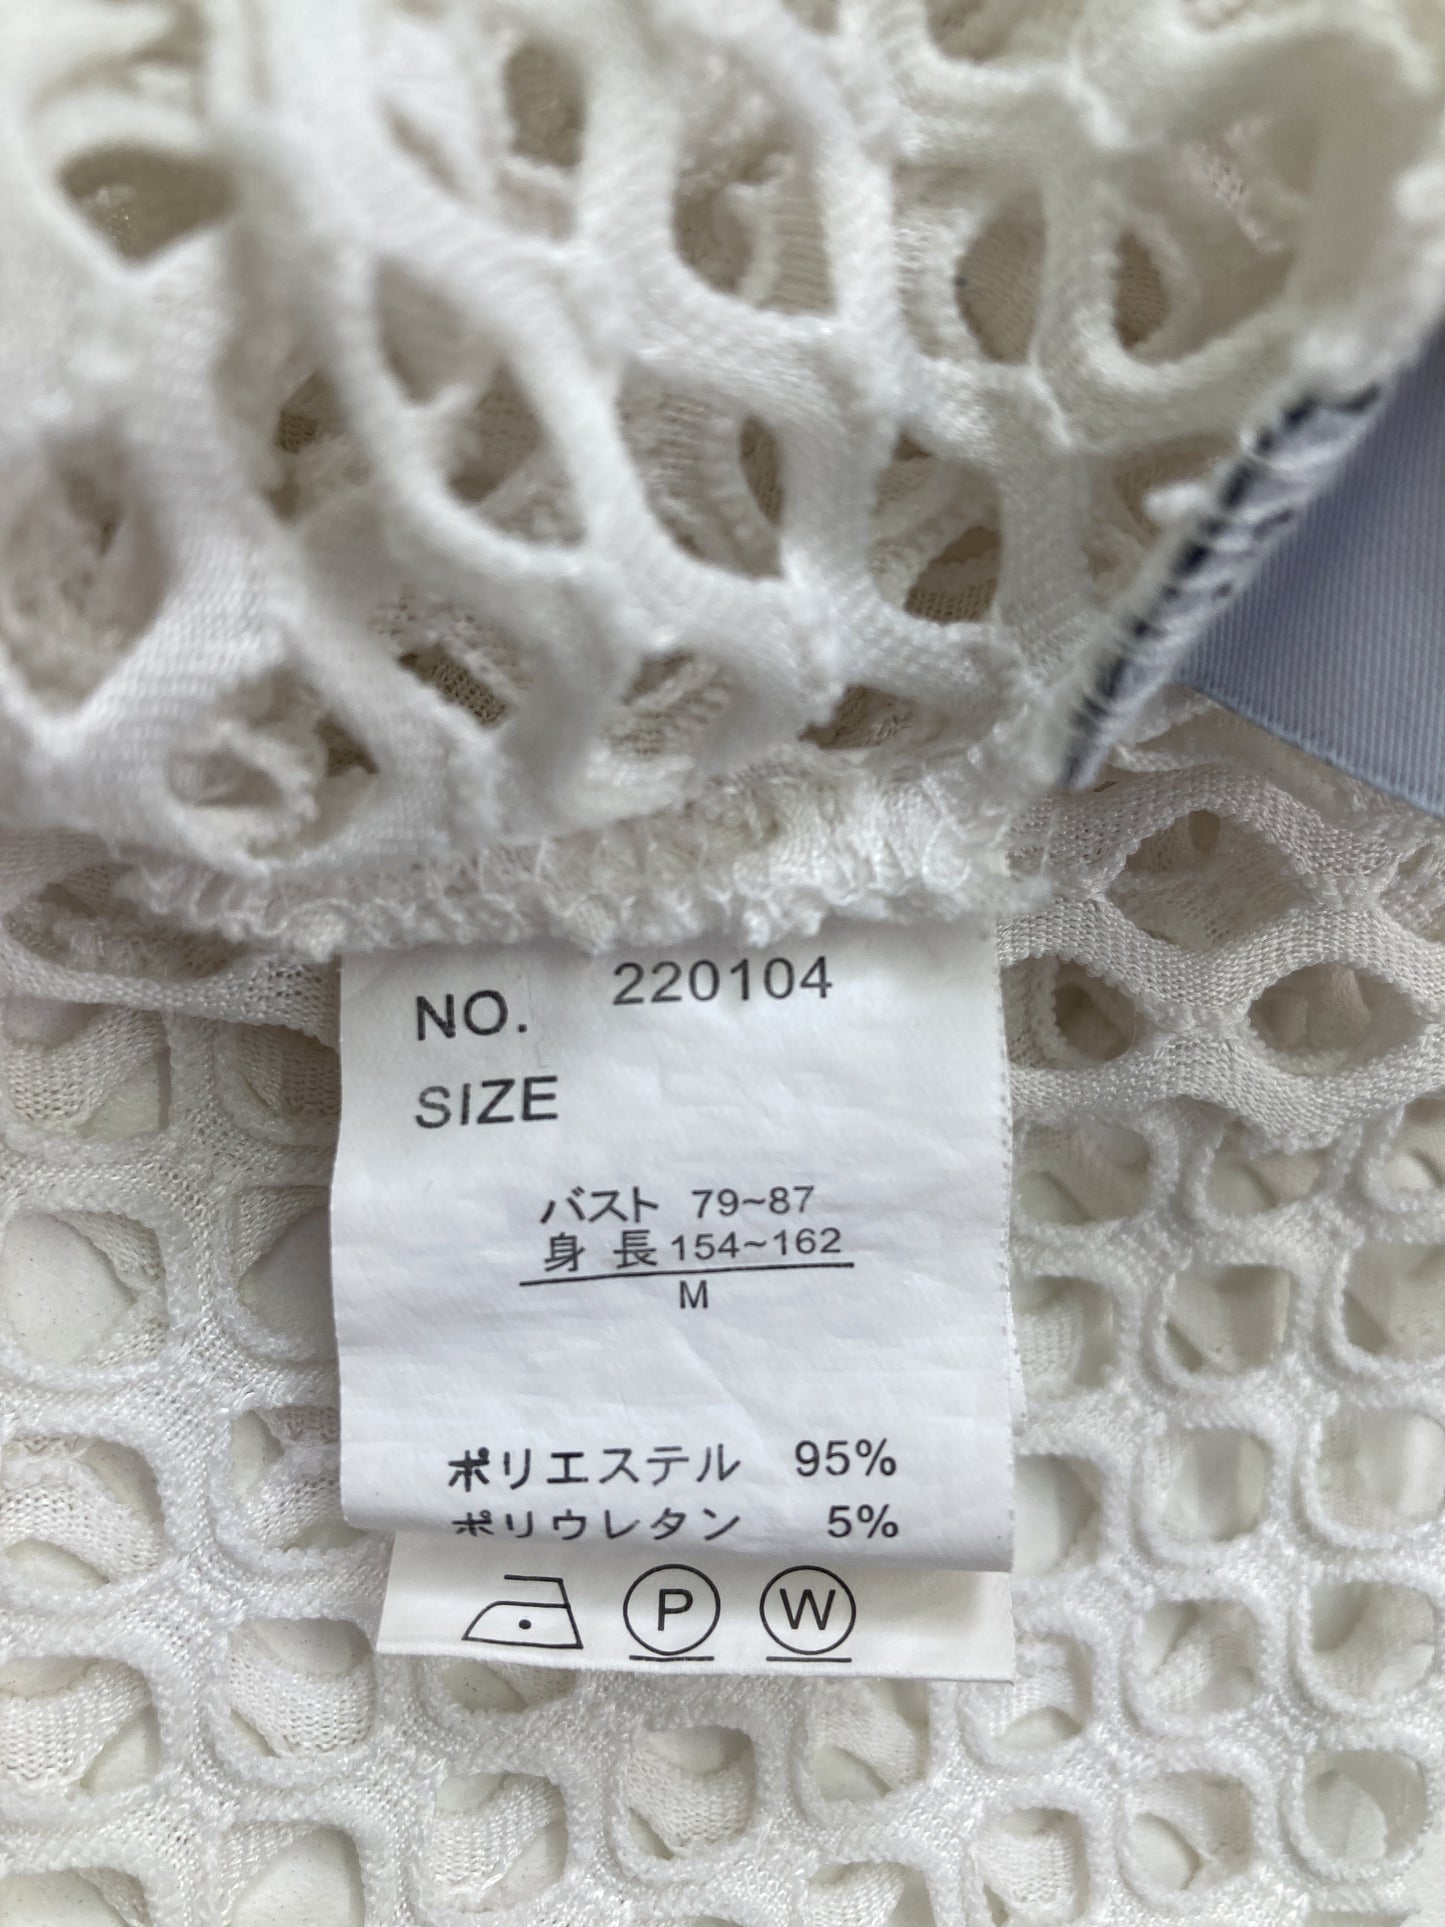 NO. 220104
SIZE
バスト 79~87
身長 154~162
M
ポリエステル 95%
ポリウレタン 5%
P W